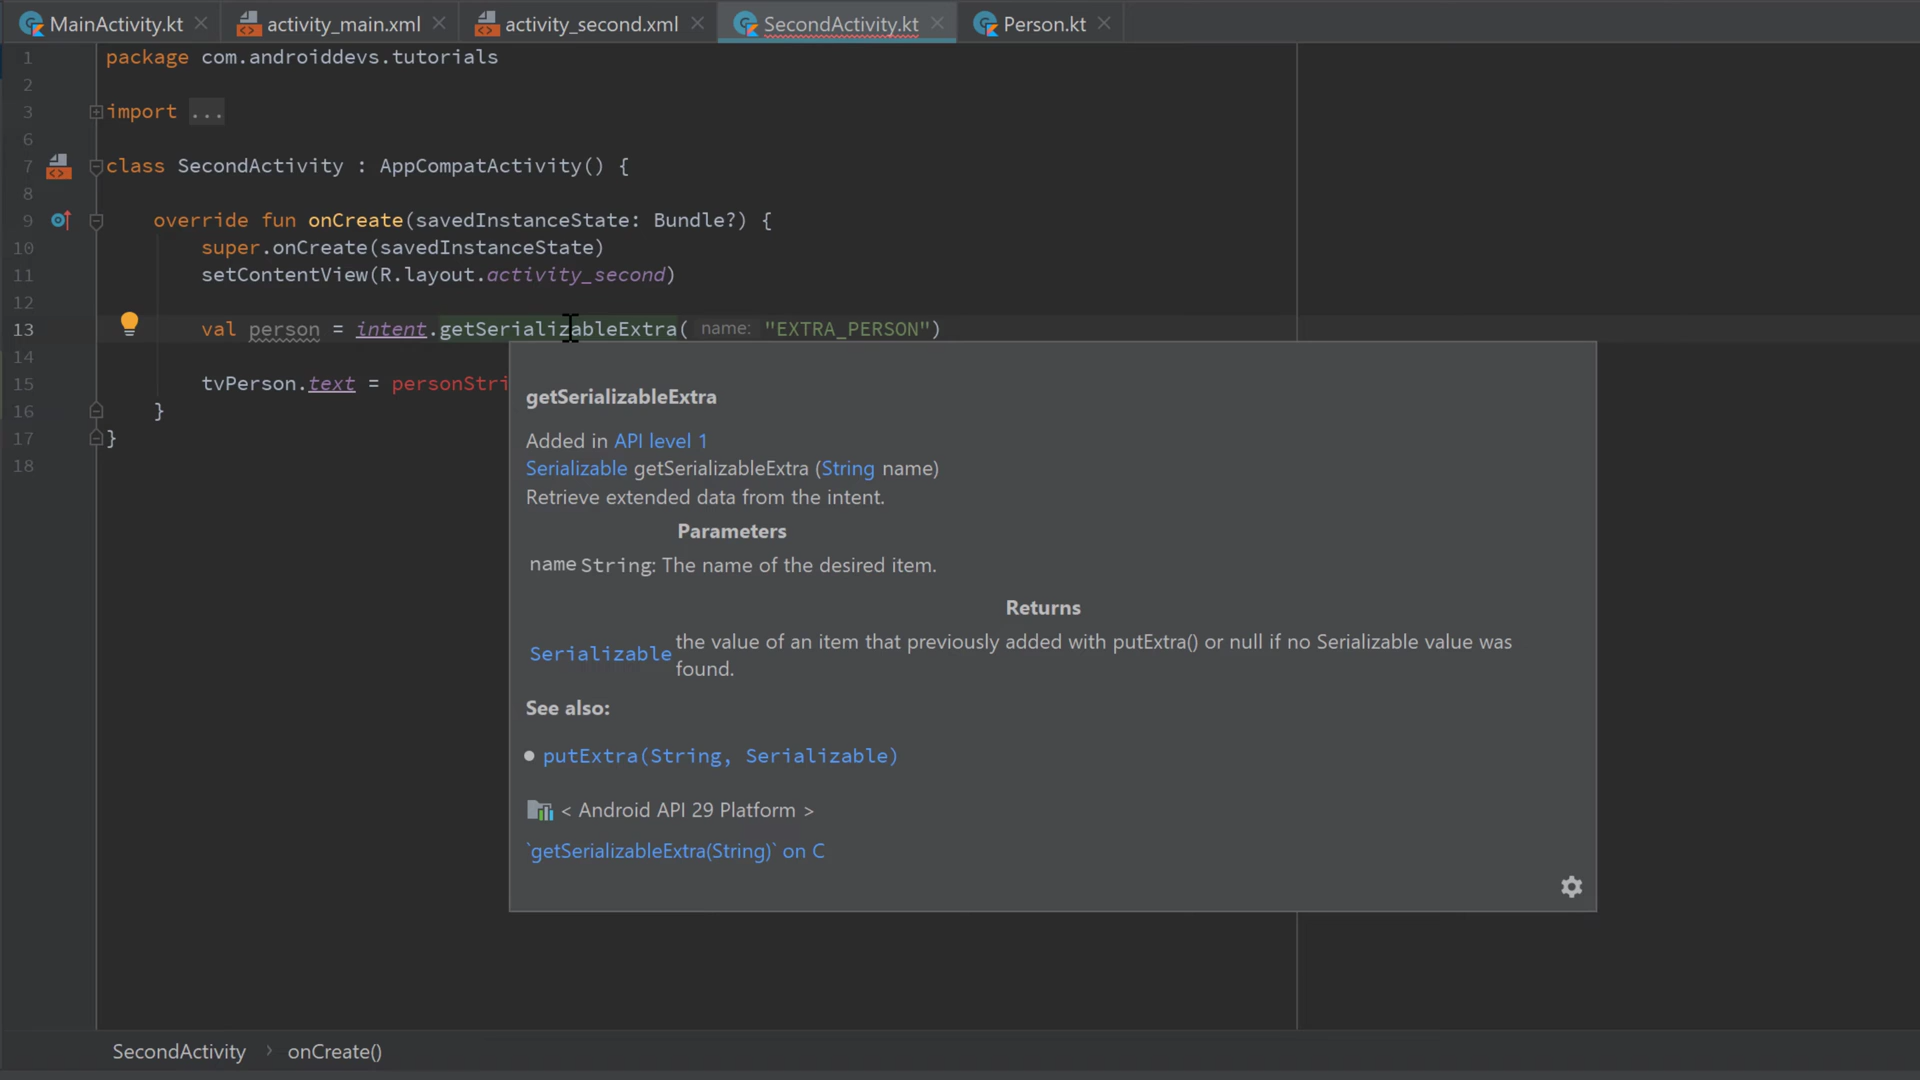 MainActivity.kt activity_main.xml activity_second.xml SecondActivity.kt Person.kt
1 package com.androiddevs.tutorials
2
3 import ...
6
7 class SecondActivity : AppCompatActivity() {
8
9 override fun onCreate(savedInstanceState: Bundle?) {
10 super.onCreate(savedInstanceState)
11 setContentView(R.layout.activity_second)
12
13 val person = intent.getSerializableExtra( name: "EXTRA_PERSON")
14
15 tvPerson.text = personStri
16 }
17 }
18
getSerializableExtra
Added in API level 1
Serializable getSerializableExtra (String name)
Retrieve extended data from the intent.
Parameters
name String: The name of the desired item.
Returns
Serializable the value of an item that previously added with putExtra() or null if no Serializable value was
found.
See also:
putExtra(String, Serializable)
< Android API 29 Platform >
`getSerializableExtra(String)` on C
SecondActivity › onCreate()